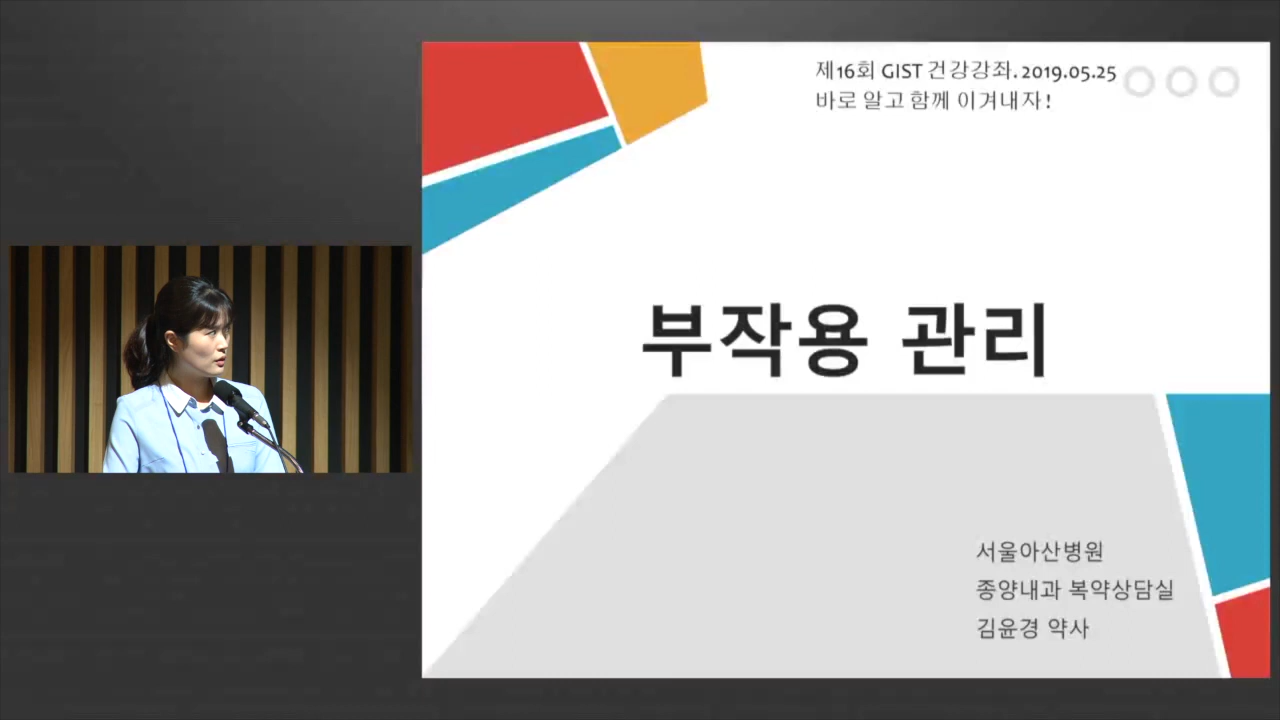 제16회 GIST 건강강좌. 2019.05.25
바로 알고 함께 이겨내자!
부작용 관리
서울아산병원
종양내과 복약상담실
김윤경 약사